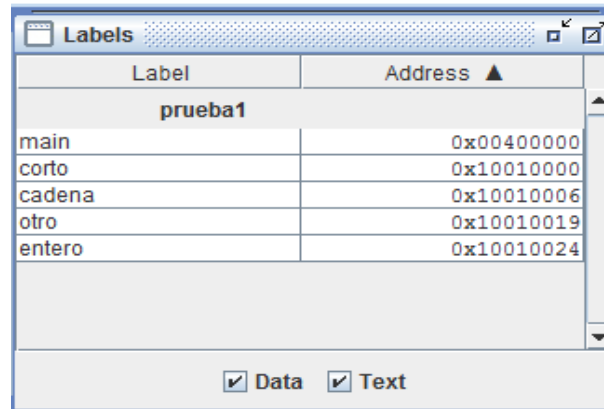 Labels
Label Address ▲
prueba1
main 0x00400000
corto 0x10010000
cadena 0x10010006
otro 0x10010019
entero 0x10010024
Data Text